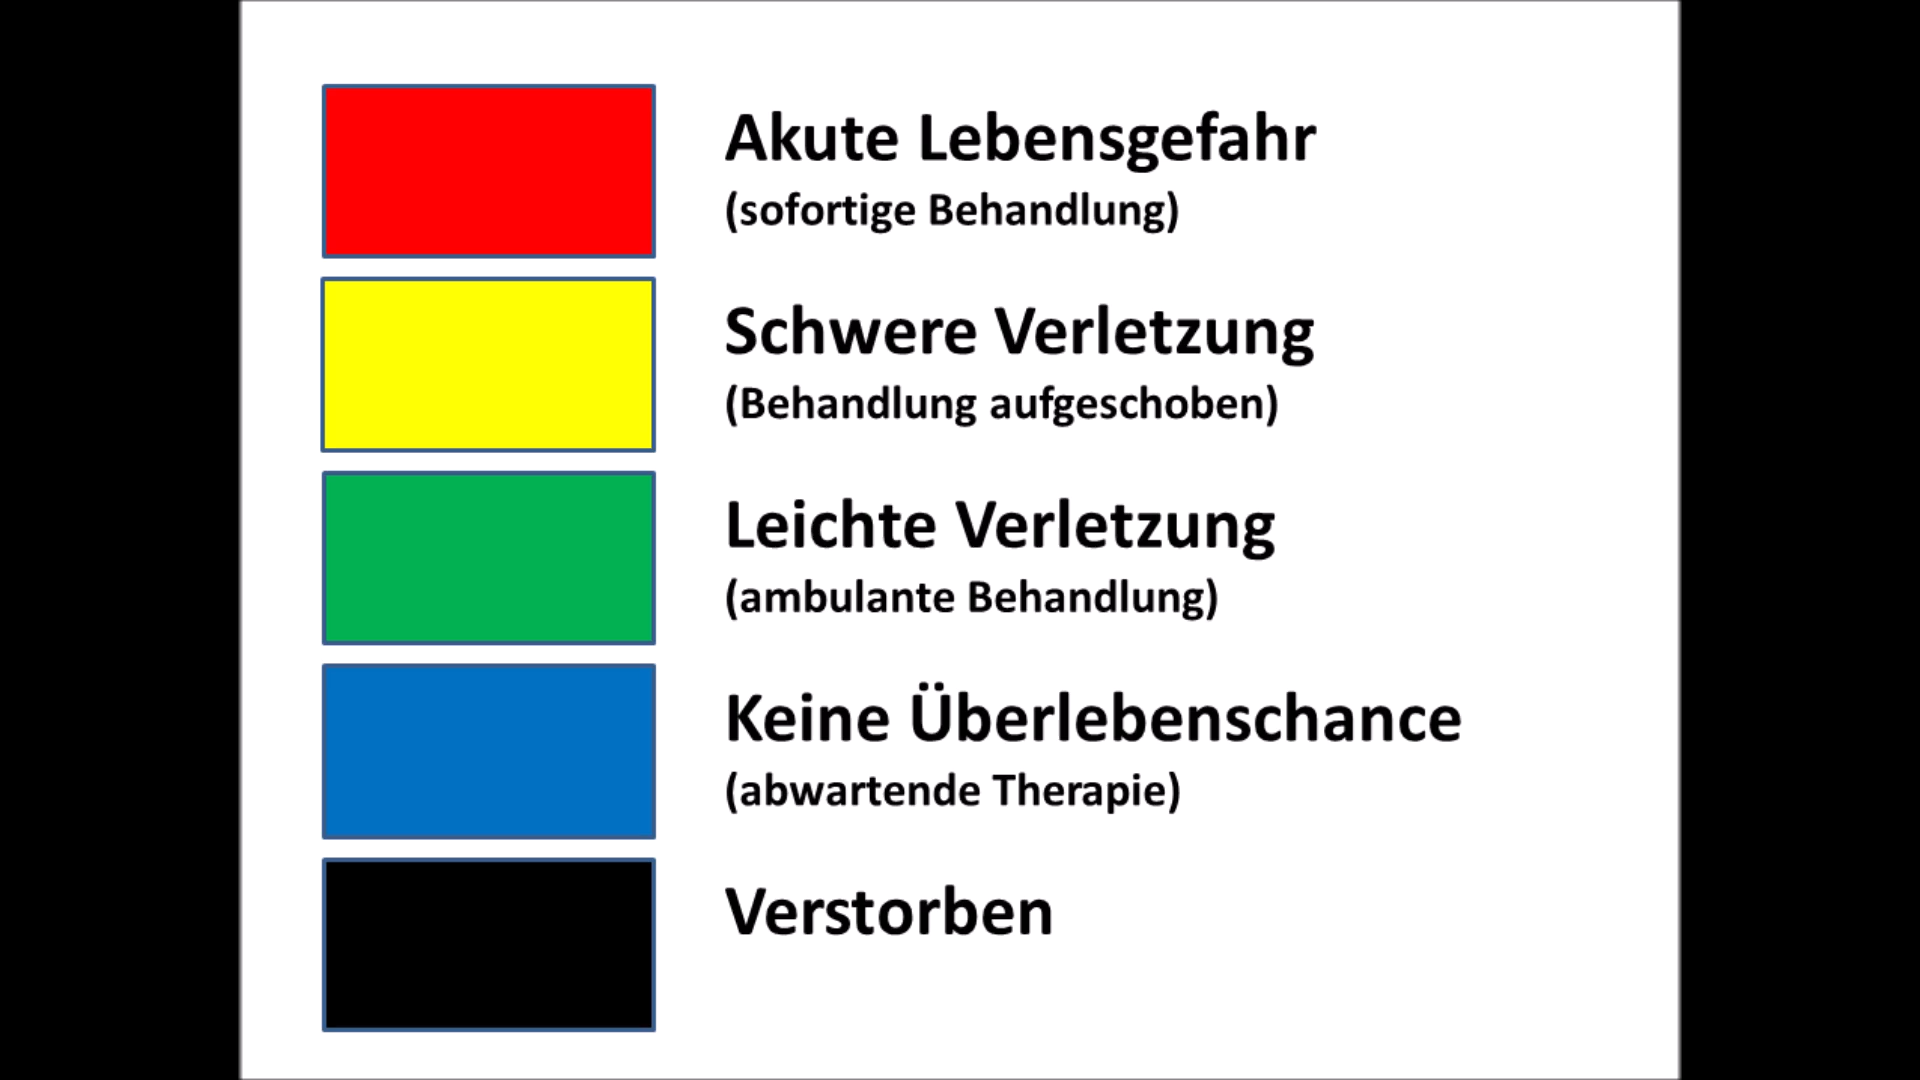 Akute Lebensgefahr
(sofortige Behandlung)
Schwere Verletzung
(Behandlung aufgeschoben)
Leichte Verletzung
(ambulante Behandlung)
Keine Überlebenschance
(abwartende Therapie)
Verstorben